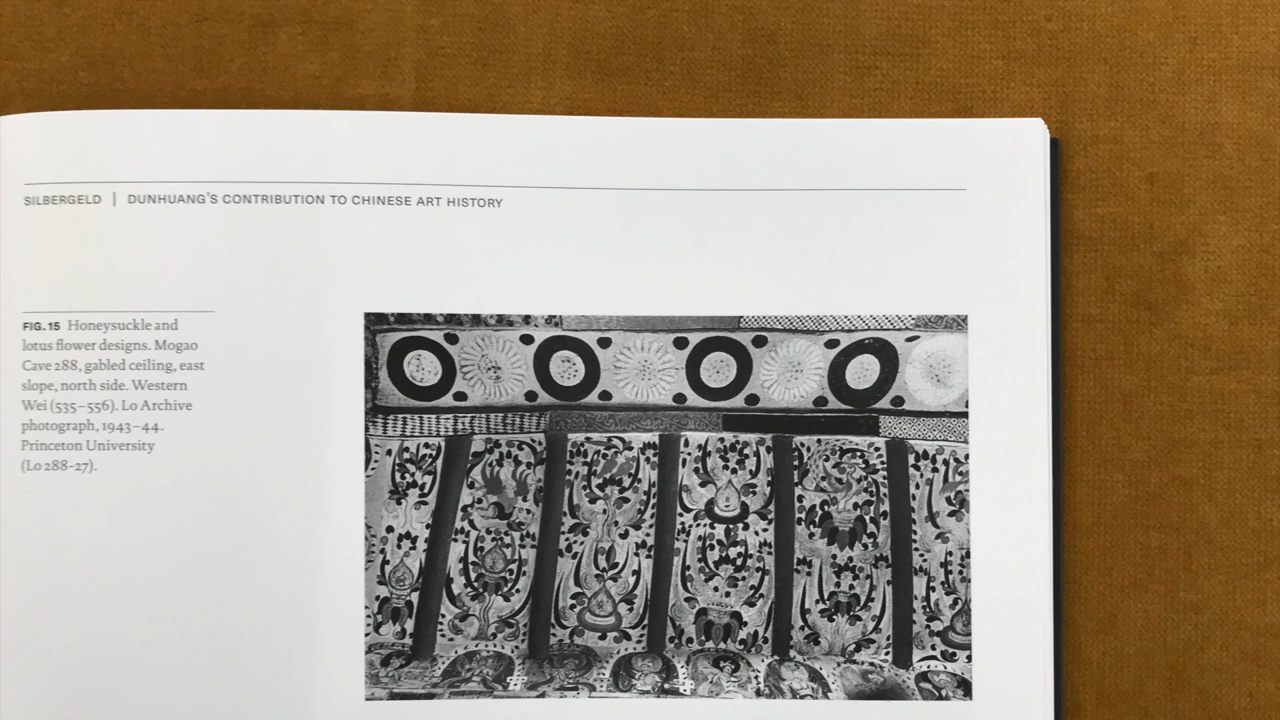 SILBERGELD | DUNHUANG'S CONTRIBUTION TO CHINESE ART HISTORY
FIG. 15 Honeysuckle and
lotus flower designs. Mogao
Cave 288, gabled ceiling, east
slope, north side. Western
Wei (535–556). Lo Archive
photograph, 1943–44.
Princeton University
(Lo 288-27).